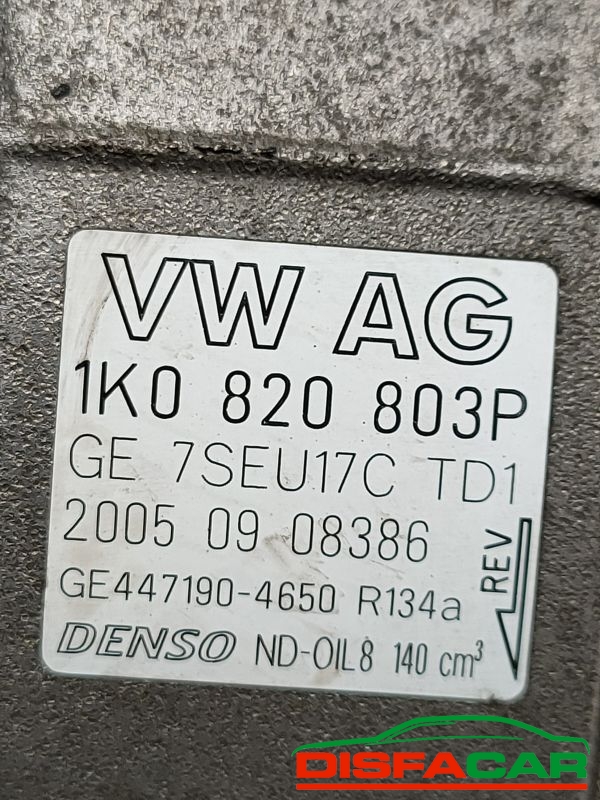 VW AG
1K0 820 803P
GE 7SEU17C TD1
2005 09 08386
GE447190-4650 R134a
REV
DENSO ND-OIL8 140 cm³
DISFACAR